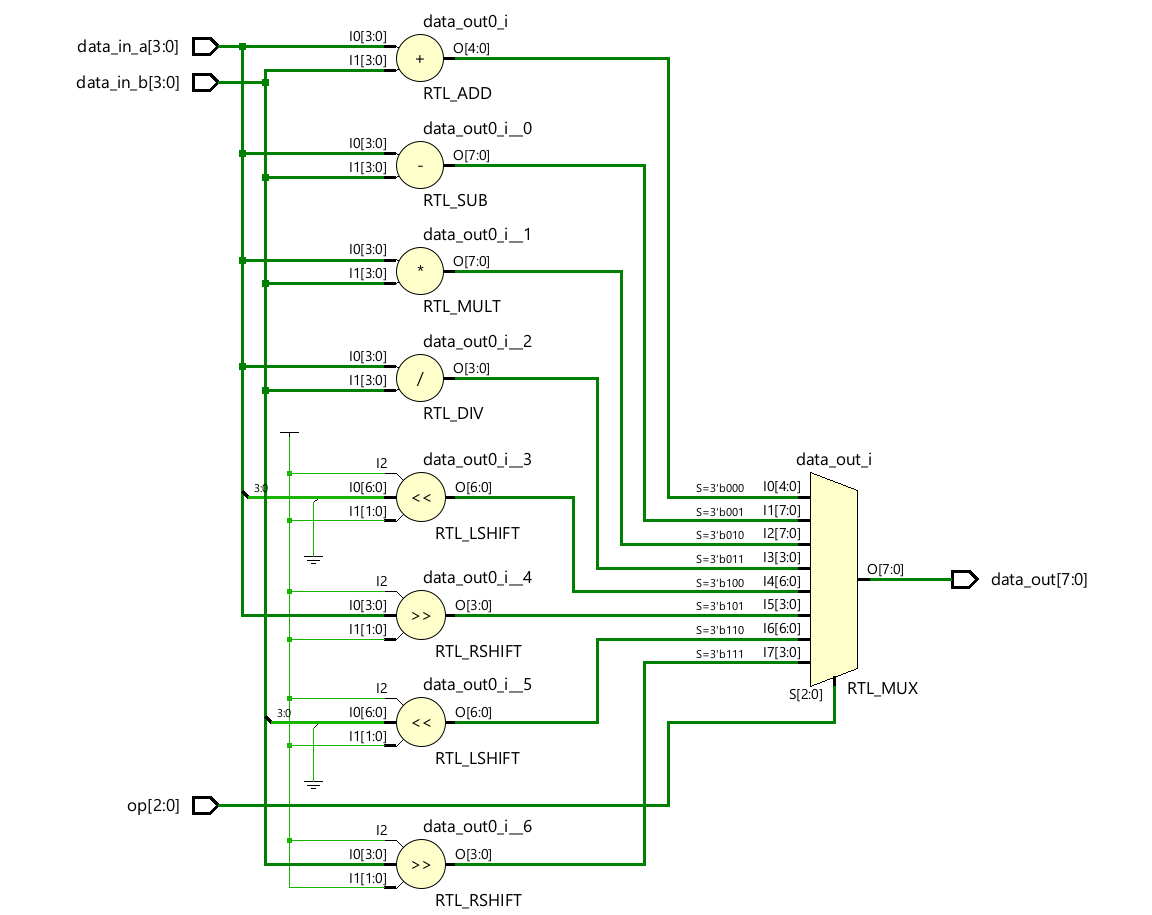 data_in_a[3:0]
data_in_b[3:0]
data_out0_i
I0[3:0]
I1[3:0]
+
O[4:0]
RTL_ADD
data_out0_i__0
I0[3:0]
I1[3:0]
-
O[7:0]
RTL_SUB
data_out0_i__1
I0[3:0]
I1[3:0]
*
O[7:0]
RTL_MULT
data_out0_i__2
I0[3:0]
I1[3:0]
/
O[3:0]
RTL_DIV
data_out0_i__3
I2
3:0
I0[6:0]
I1[1:0]
<<
O[6:0]
RTL_LSHIFT
data_out0_i__4
I2
I0[3:0]
I1[1:0]
>>
O[3:0]
RTL_RSHIFT
data_out0_i__5
I2
3:0
I0[6:0]
I1[1:0]
<<
O[6:0]
RTL_LSHIFT
op[2:0]
data_out0_i__6
I2
I0[3:0]
I1[1:0]
>>
O[3:0]
RTL_RSHIFT
data_out_i
S=3'b000 I0[4:0]
S=3'b001 I1[7:0]
S=3'b010 I2[7:0]
S=3'b011 I3[3:0]
S=3'b100 I4[6:0]
S=3'b101 I5[3:0]
S=3'b110 I6[6:0]
S=3'b111 I7[3:0]
S[2:0]
RTL_MUX
O[7:0]
data_out[7:0]